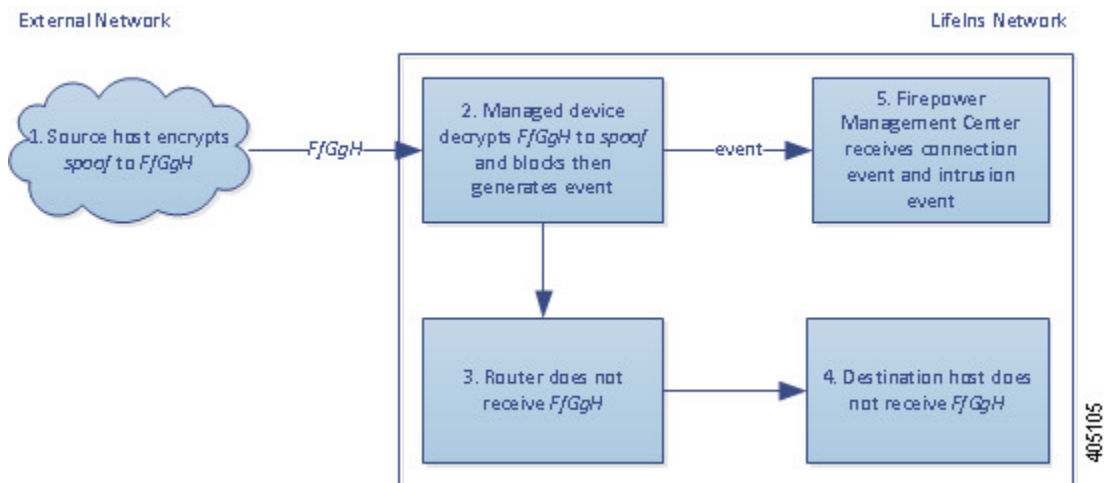 External Network
LifeIns Network
1. Source host encrypts
spoof to FfGgH
FfGgH
2. Managed device
decrypts FfGgH to spoof
and blocks then
generates event
event
5. Firepower
Management Center
receives connection
event and intrusion
event
3. Router does not
receive FfGgH
4. Destination host does
not receive FfGgH
405105